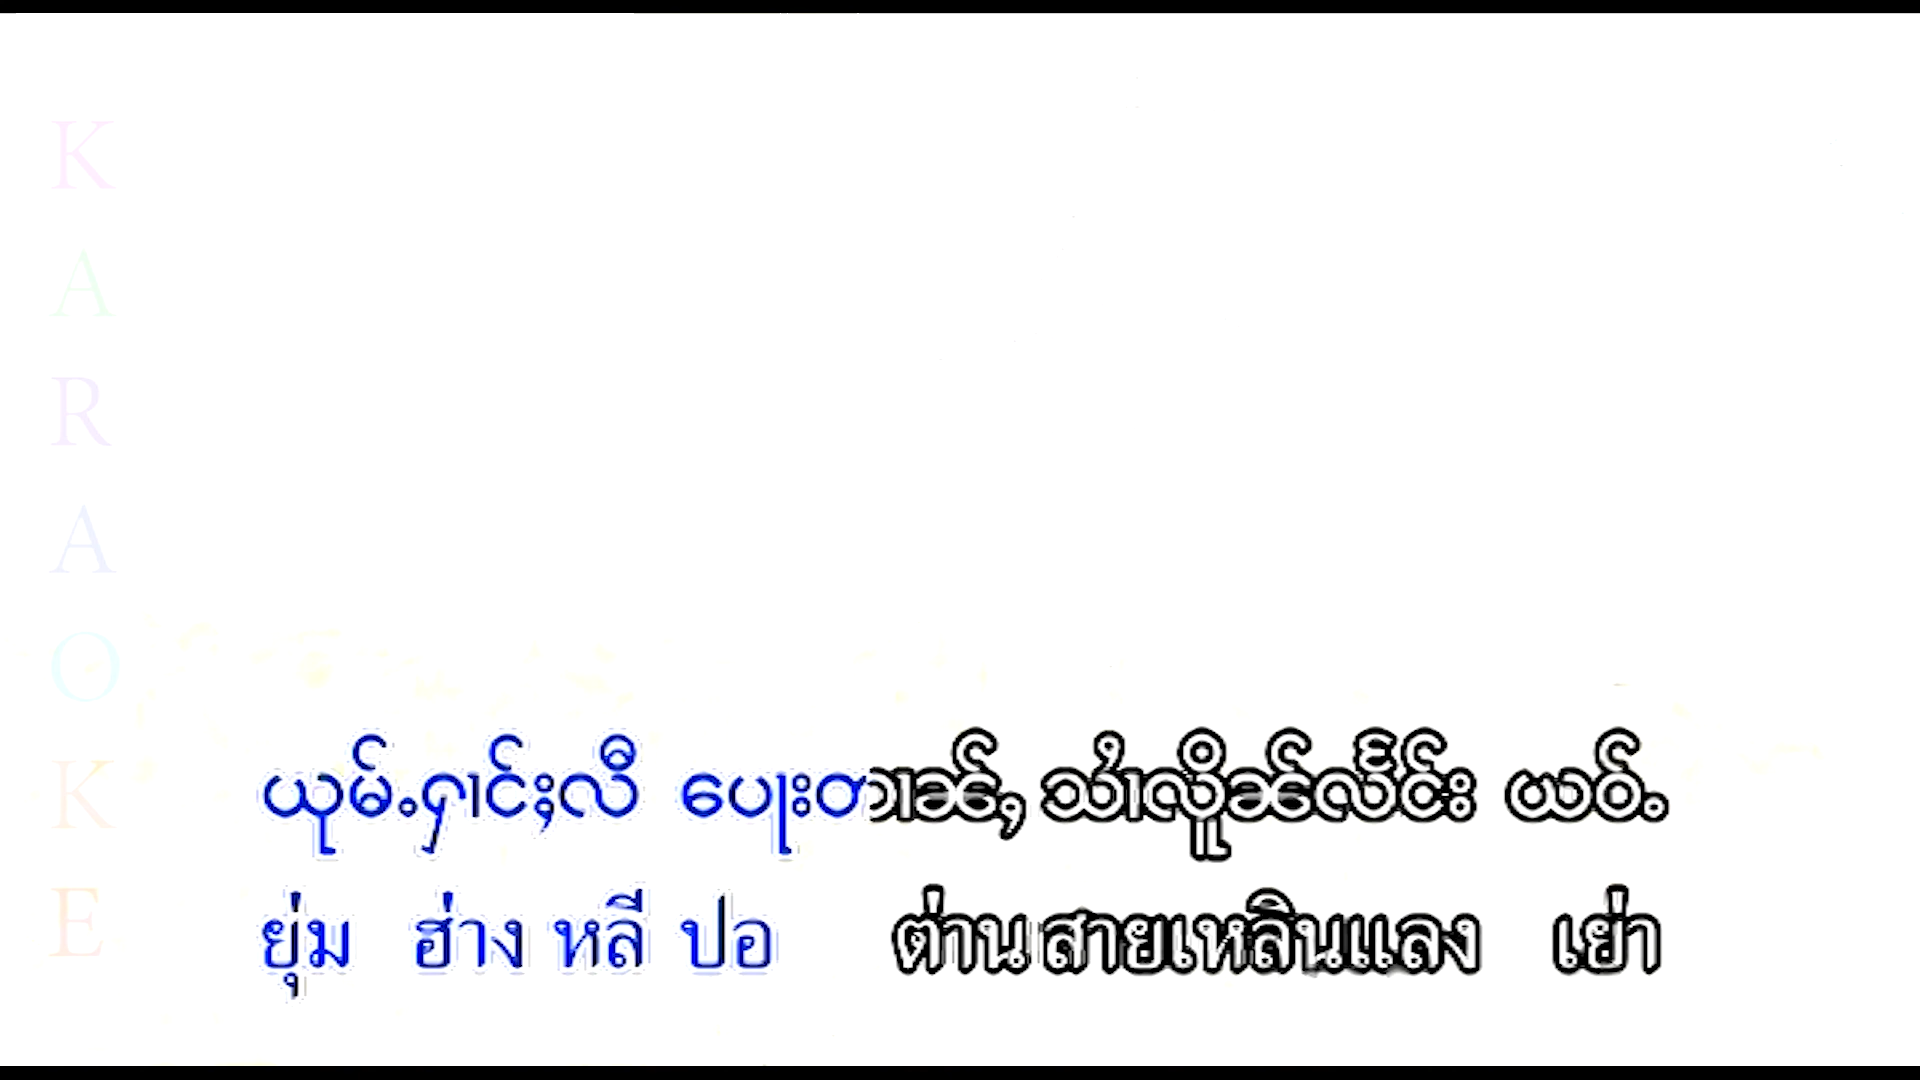 KARAOKE
ယုမ်ႉႁၢင်ႈလီ ပေႃးတၢၼ်ႇ သၢႆလိူၼ်လႅင်း ယဝ်ႉ
ยุ่ม ฮ่าง หลี ปอ ต่าน สายเหลินแลง เย่า